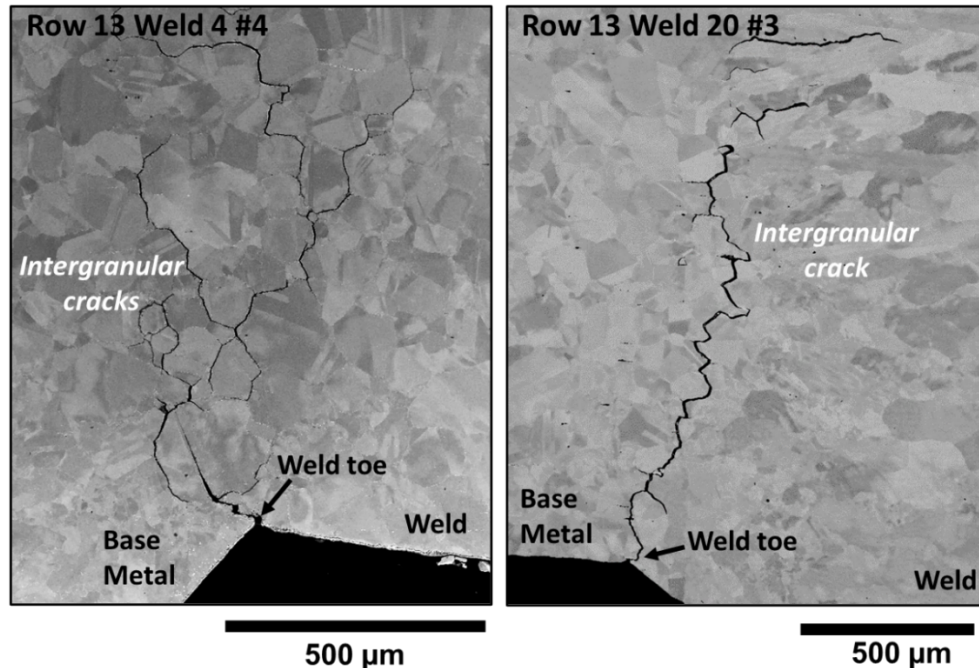 Row 13 Weld 4 #4
Intergranular
cracks
Weld toe
Base
Metal
Weld
500 µm
Row 13 Weld 20 #3
Intergranular
crack
Base
Metal
Weld toe
Weld
500 µm